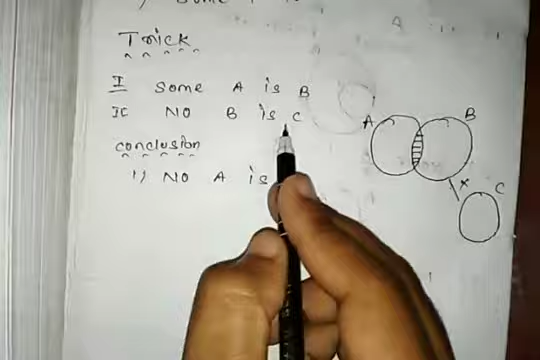 Trick
I Some A is B
II No B is C
conclusion
1) No A is
A
B
x
C